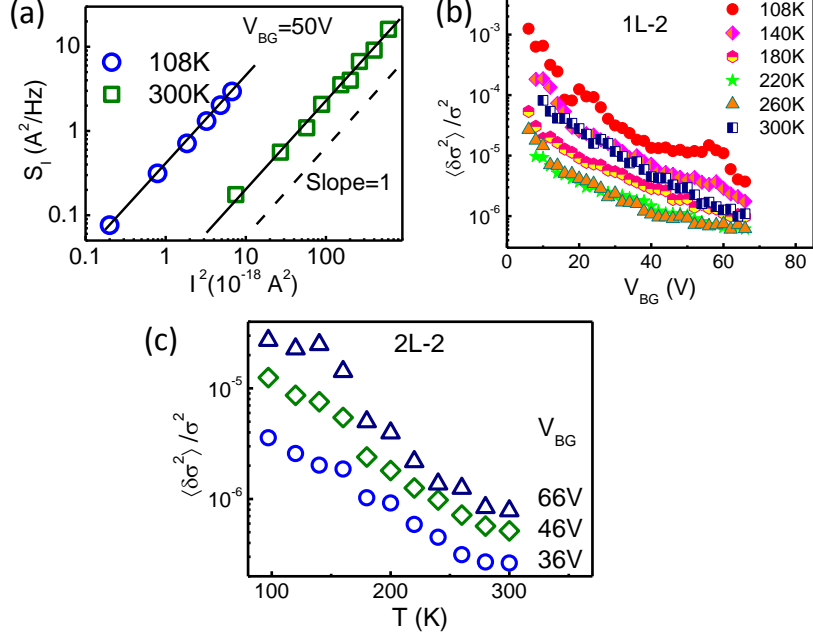 (a)
V_BG=50V
108K
300K
Slope=1
S_I (A²/Hz)
10
1
0.1
0.1 1 10 100
I²(10⁻¹⁸ A²)
(b)
1L-2
108K
140K
180K
220K
260K
300K
⟨δσ²⟩/σ²
10⁻³
10⁻⁴
10⁻⁵
10⁻⁶
0 20 40 60 80
V_BG (V)
(c)
2L-2
V_BG
66V
46V
36V
⟨δσ²⟩/σ²
10⁻⁵
10⁻⁶
100 200 300
T (K)